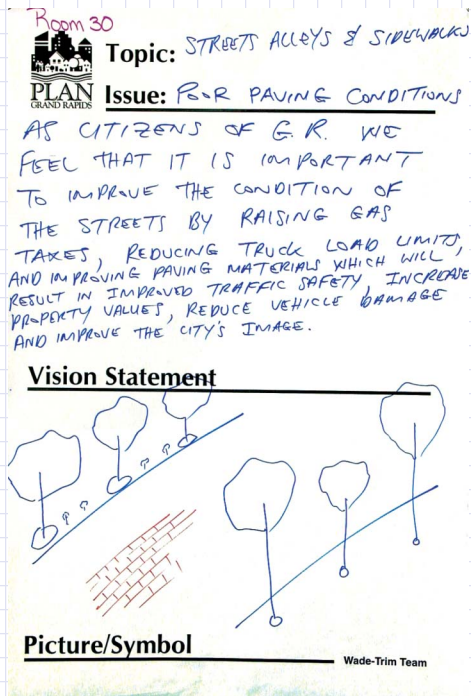 Room 30
PLAN
GRAND RAPIDS
Topic: STREETS ALLEYS & SIDEWALKS
Issue: POOR PAVING CONDITIONS
AS CITIZENS OF G.R. WE
FEEL THAT IT IS IMPORTANT
TO IMPROVE THE CONDITION OF
THE STREETS BY RAISING GAS
TAXES, REDUCING TRUCK LOAD LIMITS,
AND IMPROVING PAVING MATERIALS WHICH WILL
RESULT IN IMPROVED TRAFFIC SAFETY, INCREASE
PROPERTY VALUES, REDUCE VEHICLE DAMAGE
AND IMPROVE THE CITY'S IMAGE.
Vision Statement
Picture/Symbol
Wade-Trim Team